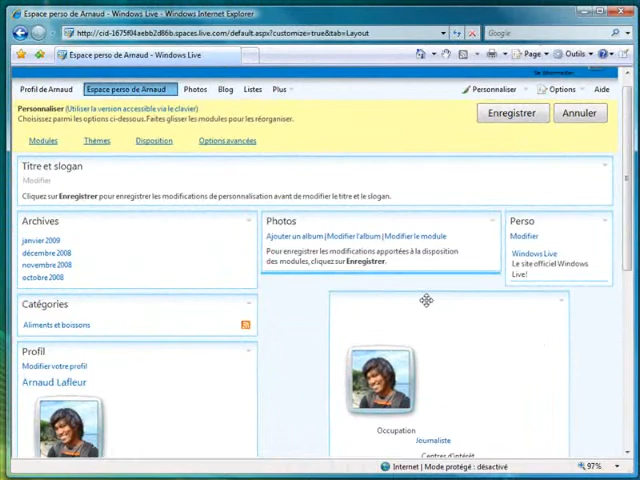 Espace perso de Arnaud - Windows Live - Windows Internet Explorer
http://cid-1675f04aebb2d86b.spaces.live.com/default.aspx?customize=true&tab=Layout
Espace perso de Arnaud - Windows Live
Page
Outils
Profil de Arnaud
Espace perso de Arnaud
Photos
Blog
Listes
Plus
Personnaliser
Options
Aide
Personnaliser (Utiliser la version accessible via le clavier)
Choisissez parmi les options ci-dessous. Faites glisser les modules pour les réorganiser.
Enregistrer
Annuler
Modules
Thèmes
Disposition
Options avancées
Titre et slogan
Modifier
Cliquez sur Enregistrer pour enregistrer les modifications de personnalisation avant de modifier le titre et le slogan.
Archives
janvier 2009
décembre 2008
novembre 2008
octobre 2008
Photos
Ajouter un album | Modifier l'album | Modifier le module
Pour enregistrer les modifications apportées à la disposition
des modules, cliquez sur Enregistrer.
Perso
Modifier
Windows Live
Le site officiel Windows
Live!
Catégories
Aliments et boissons
Profil
Modifier votre profil
Arnaud Lafleur
Occupation
Journaliste
Centres d'intérêt
Internet | Mode protégé : désactivé
97%